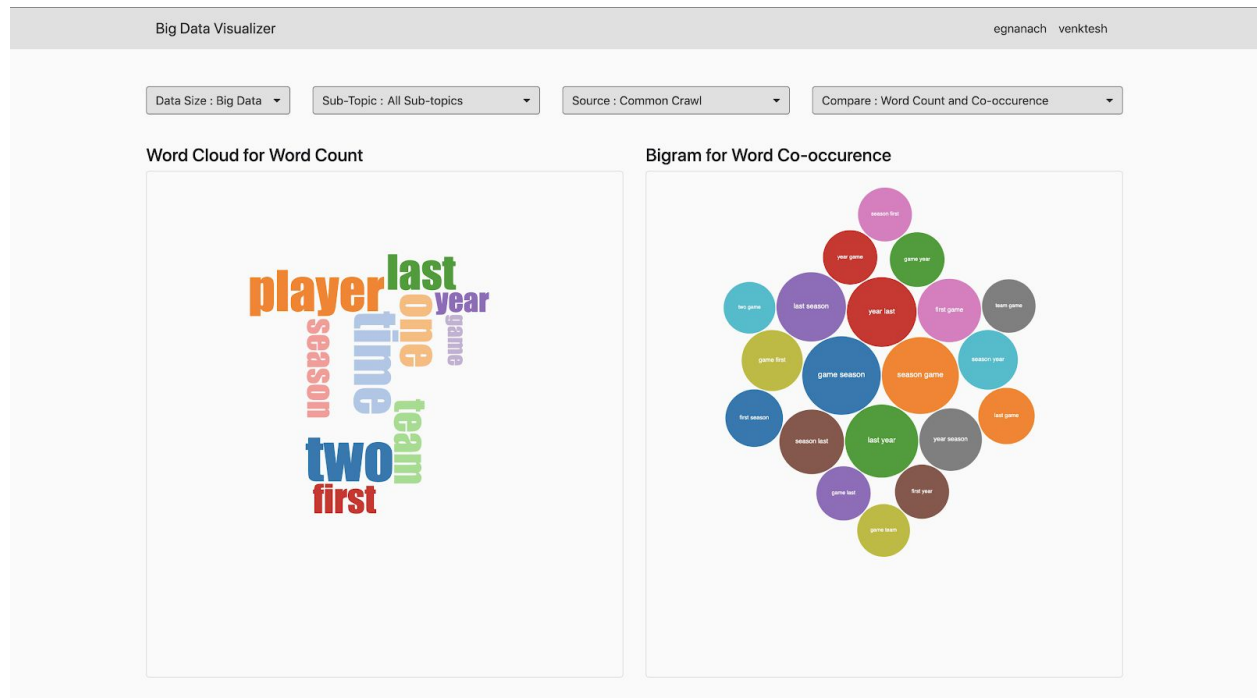 Big Data Visualizer
egnanach venktesh
Data Size : Big Data
Sub-Topic : All Sub-topics
Source : Common Crawl
Compare : Word Count and Co-occurence
Word Cloud for Word Count
player
last
one
year
game
season
time
team
two
first
Bigram for Word Co-occurence
season first
year game
game year
two game
last season
year last
first game
team game
game first
game season
season game
season year
first season
season last
last year
year season
last game
game last
first year
game team